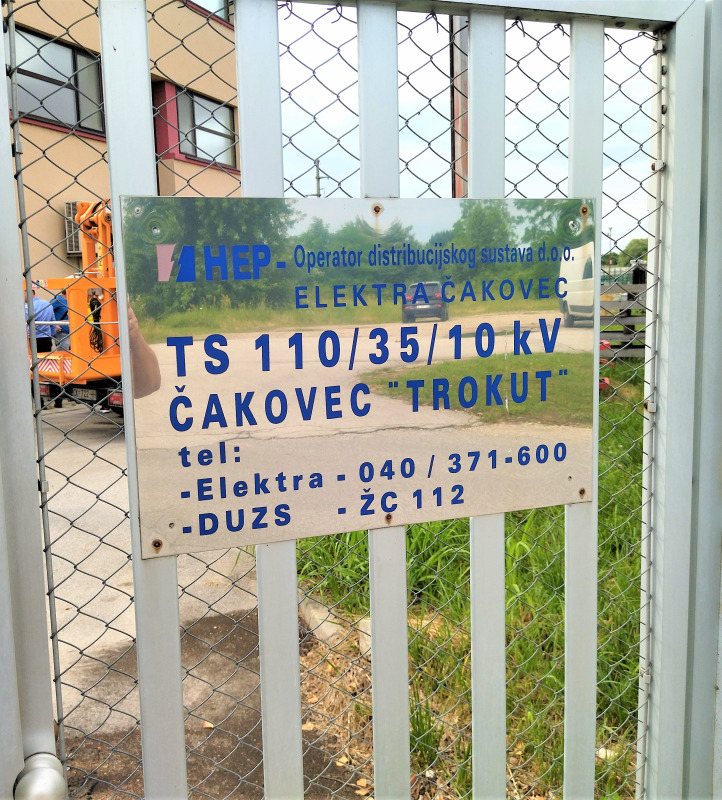 HEP - Operator distribucijskog sustava d.o.o.
ELEKTRA ČAKOVEC
TS 110/35/10 kV
ČAKOVEC "TROKUT"
tel:
-Elektra - 040 / 371-600
-DUZS - ŽC 112